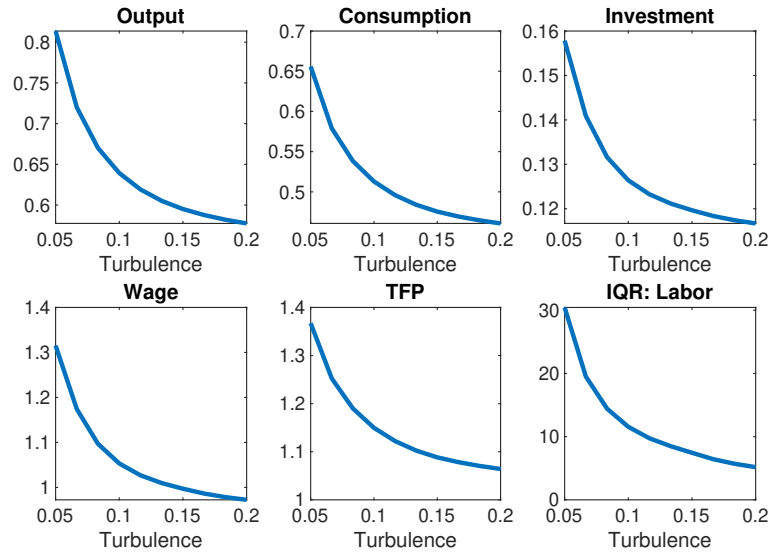 Output
0.8
0.75
0.7
0.65
0.6
0.05 0.1 0.15 0.2
Turbulence
Consumption
0.7
0.65
0.6
0.55
0.5
0.05 0.1 0.15 0.2
Turbulence
Investment
0.16
0.15
0.14
0.13
0.12
0.05 0.1 0.15 0.2
Turbulence
Wage
1.4
1.3
1.2
1.1
1
0.05 0.1 0.15 0.2
Turbulence
TFP
1.4
1.3
1.2
1.1
1
0.05 0.1 0.15 0.2
Turbulence
IQR: Labor
30
20
10
0
0.05 0.1 0.15 0.2
Turbulence